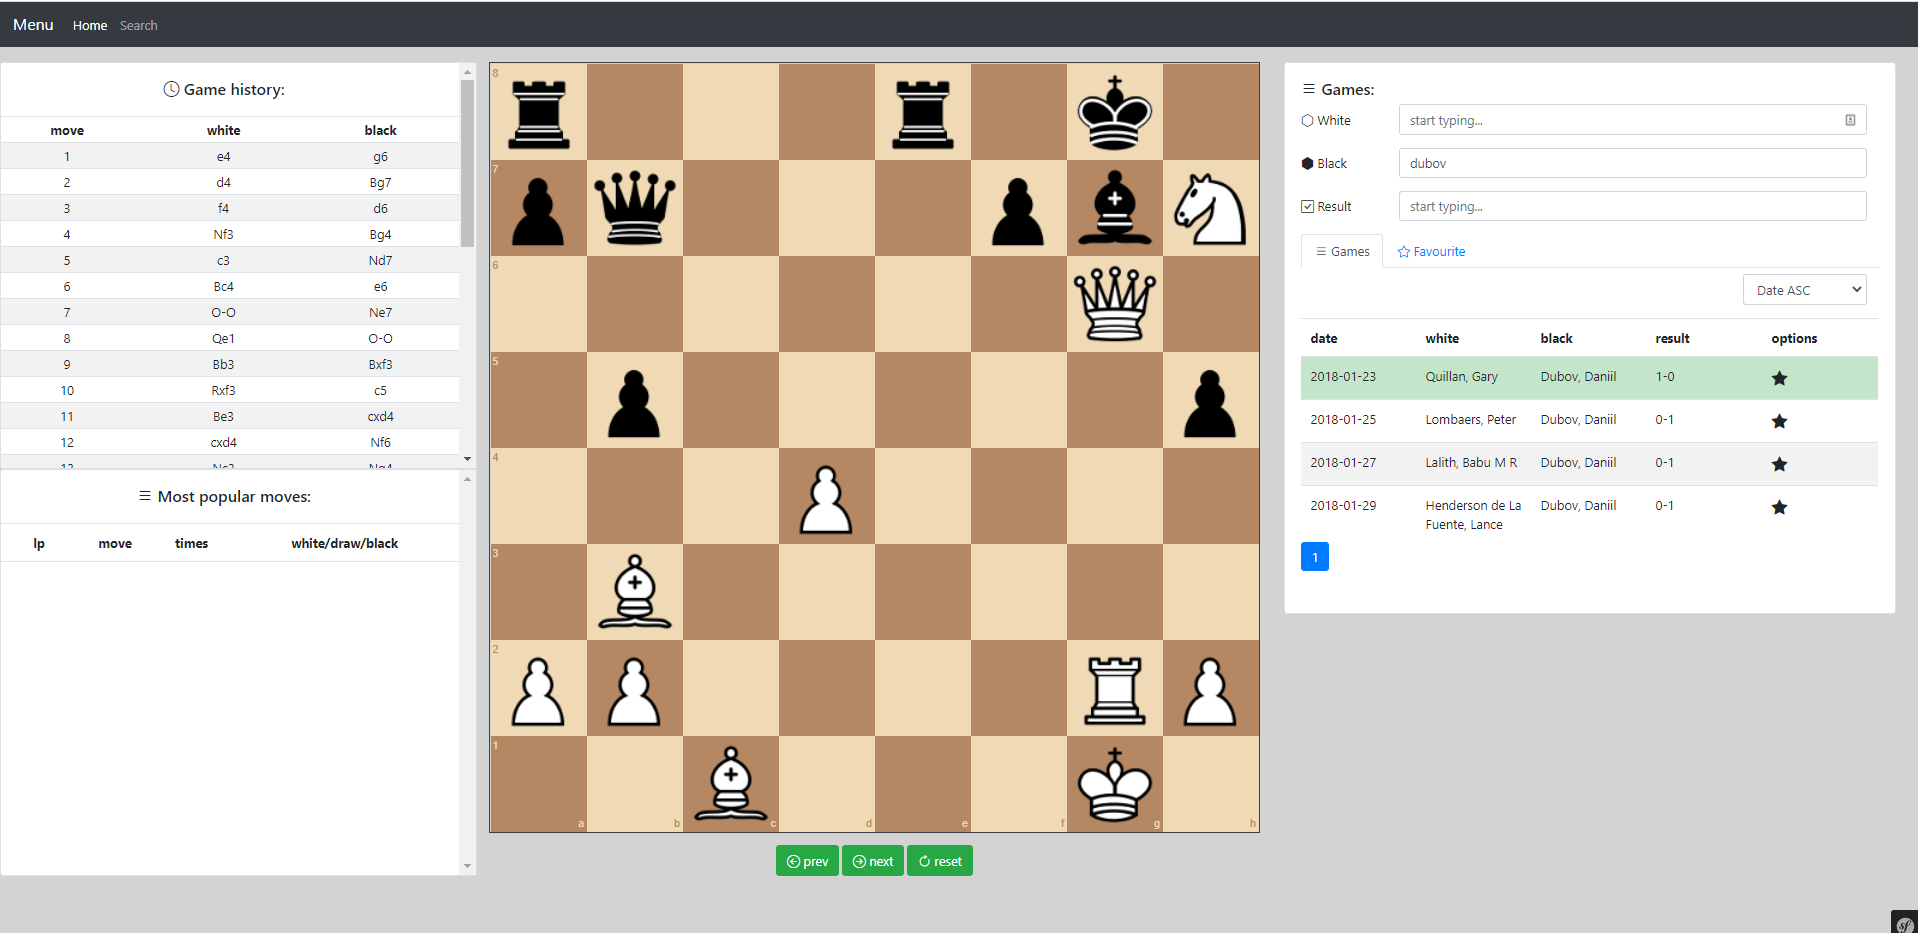 Menu Home Search
Game history:
move white black
1 e4 g6
2 d4 Bg7
3 f4 d6
4 Nf3 Bg4
5 c3 Nd7
6 Bc4 e6
7 O-O Ne7
8 Qe1 O-O
9 Bb3 Bxf3
10 Rxf3 c5
11 Be3 cxd4
12 cxd4 Nf6
Most popular moves:
lp move times white/draw/black
8
7
6
5
4
3
2
1
a b c d e f g h
prev next reset
Games:
White start typing...
Black dubov
Result start typing...
Games Favourite
Date ASC
date white black result options
2018-01-23 Quillan, Gary Dubov, Daniil 1-0
2018-01-25 Lombaers, Peter Dubov, Daniil 0-1
2018-01-27 Lalith, Babu M R Dubov, Daniil 0-1
2018-01-29 Henderson de La Dubov, Daniil 0-1
Fuente, Lance
1
sf